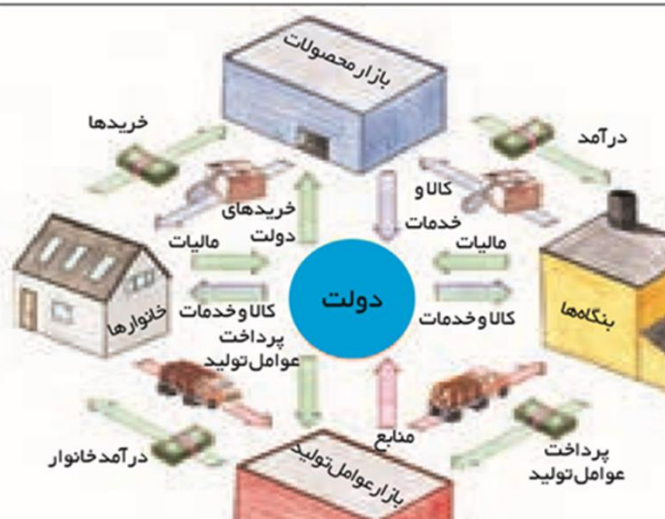 بازار محصولات
خریدها
درآمد
کالا و
خدمات
خریدهای
دولت
مالیات
مالیات
دولت
خانوارها
بنگاه‌ها
کالا و خدمات
کالا و خدمات
پرداخت
عوامل تولید
منابع
درآمد خانوار
پرداخت
عوامل تولید
بازار عوامل تولید